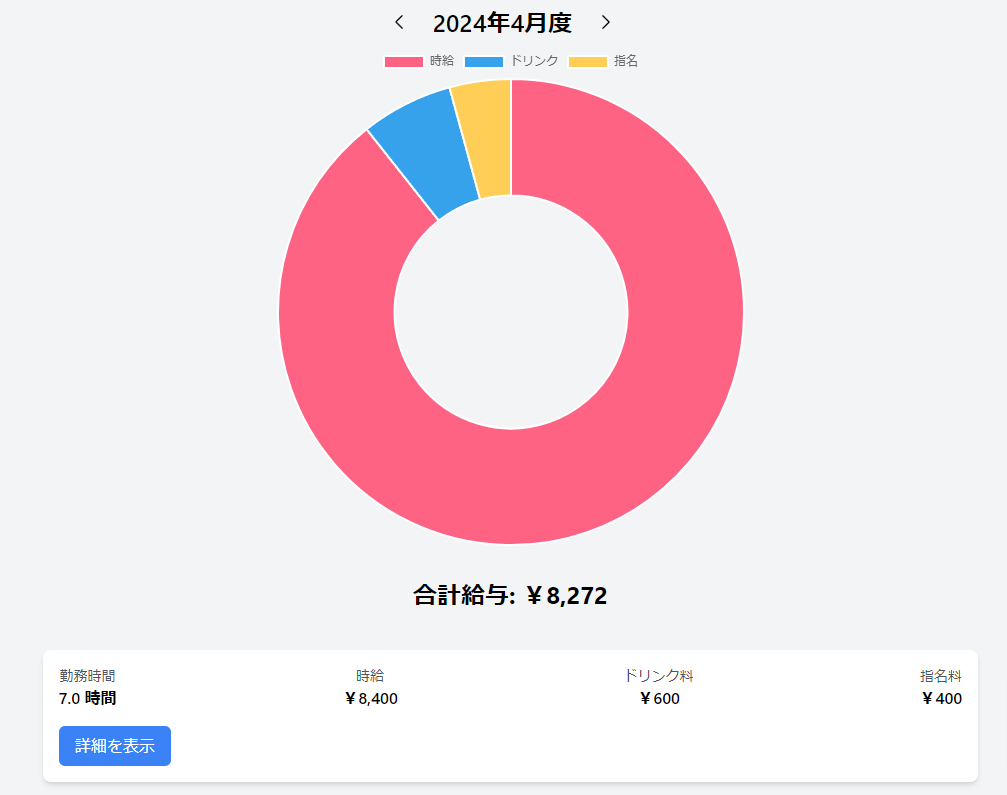 2024年4月度
時給 ドリンク 指名
合計給与: ￥8,272
勤務時間 時給 ドリンク料 指名料
7.0 時間 ￥8,400 ￥600 ￥400
詳細を表示